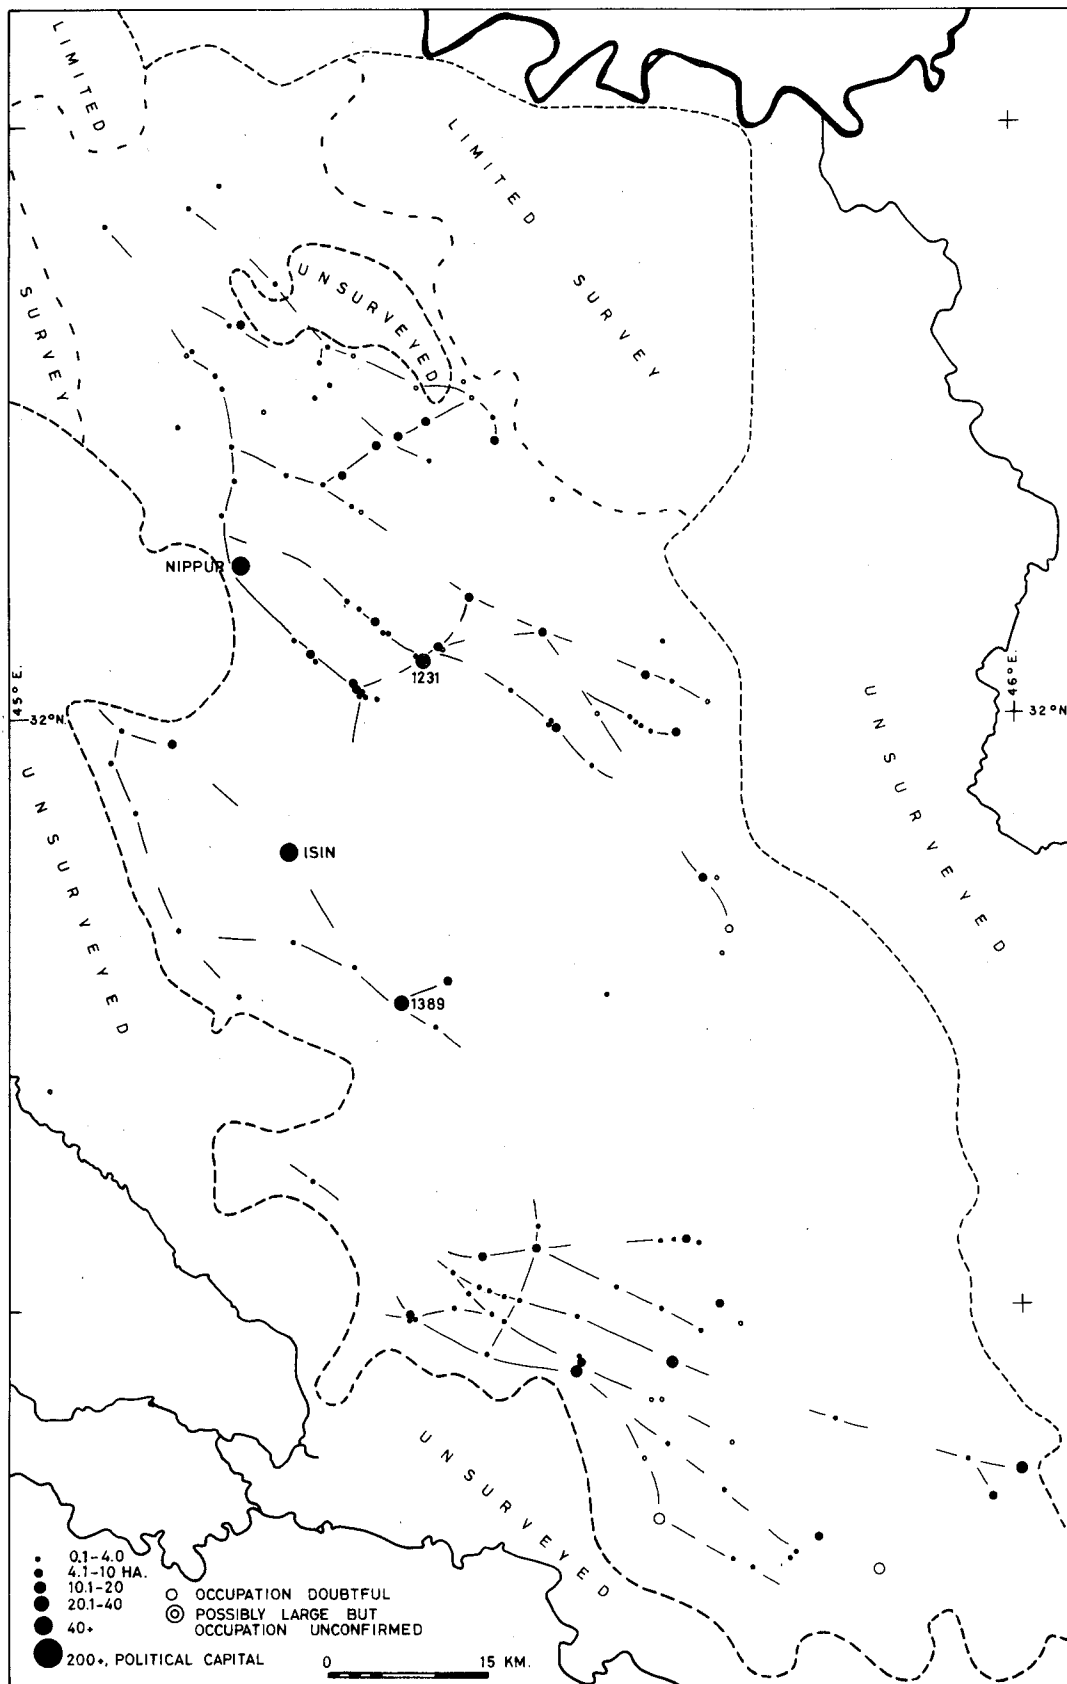 LIMITED
SURVEY
LIMITED
SURVEY
UNSURVEYED
NIPPUR
1231
45° E.
32° N.
46° E.
32° N.
UNSURVEYED
UNSURVEYED
ISIN
1389
UNSURVEYED
0.1–4.0
4.1–10 HA.
10.1–20
20.1–40
40+
200+, POLITICAL CAPITAL
OCCUPATION DOUBTFUL
POSSIBLY LARGE BUT
OCCUPATION UNCONFIRMED
0 15 KM.